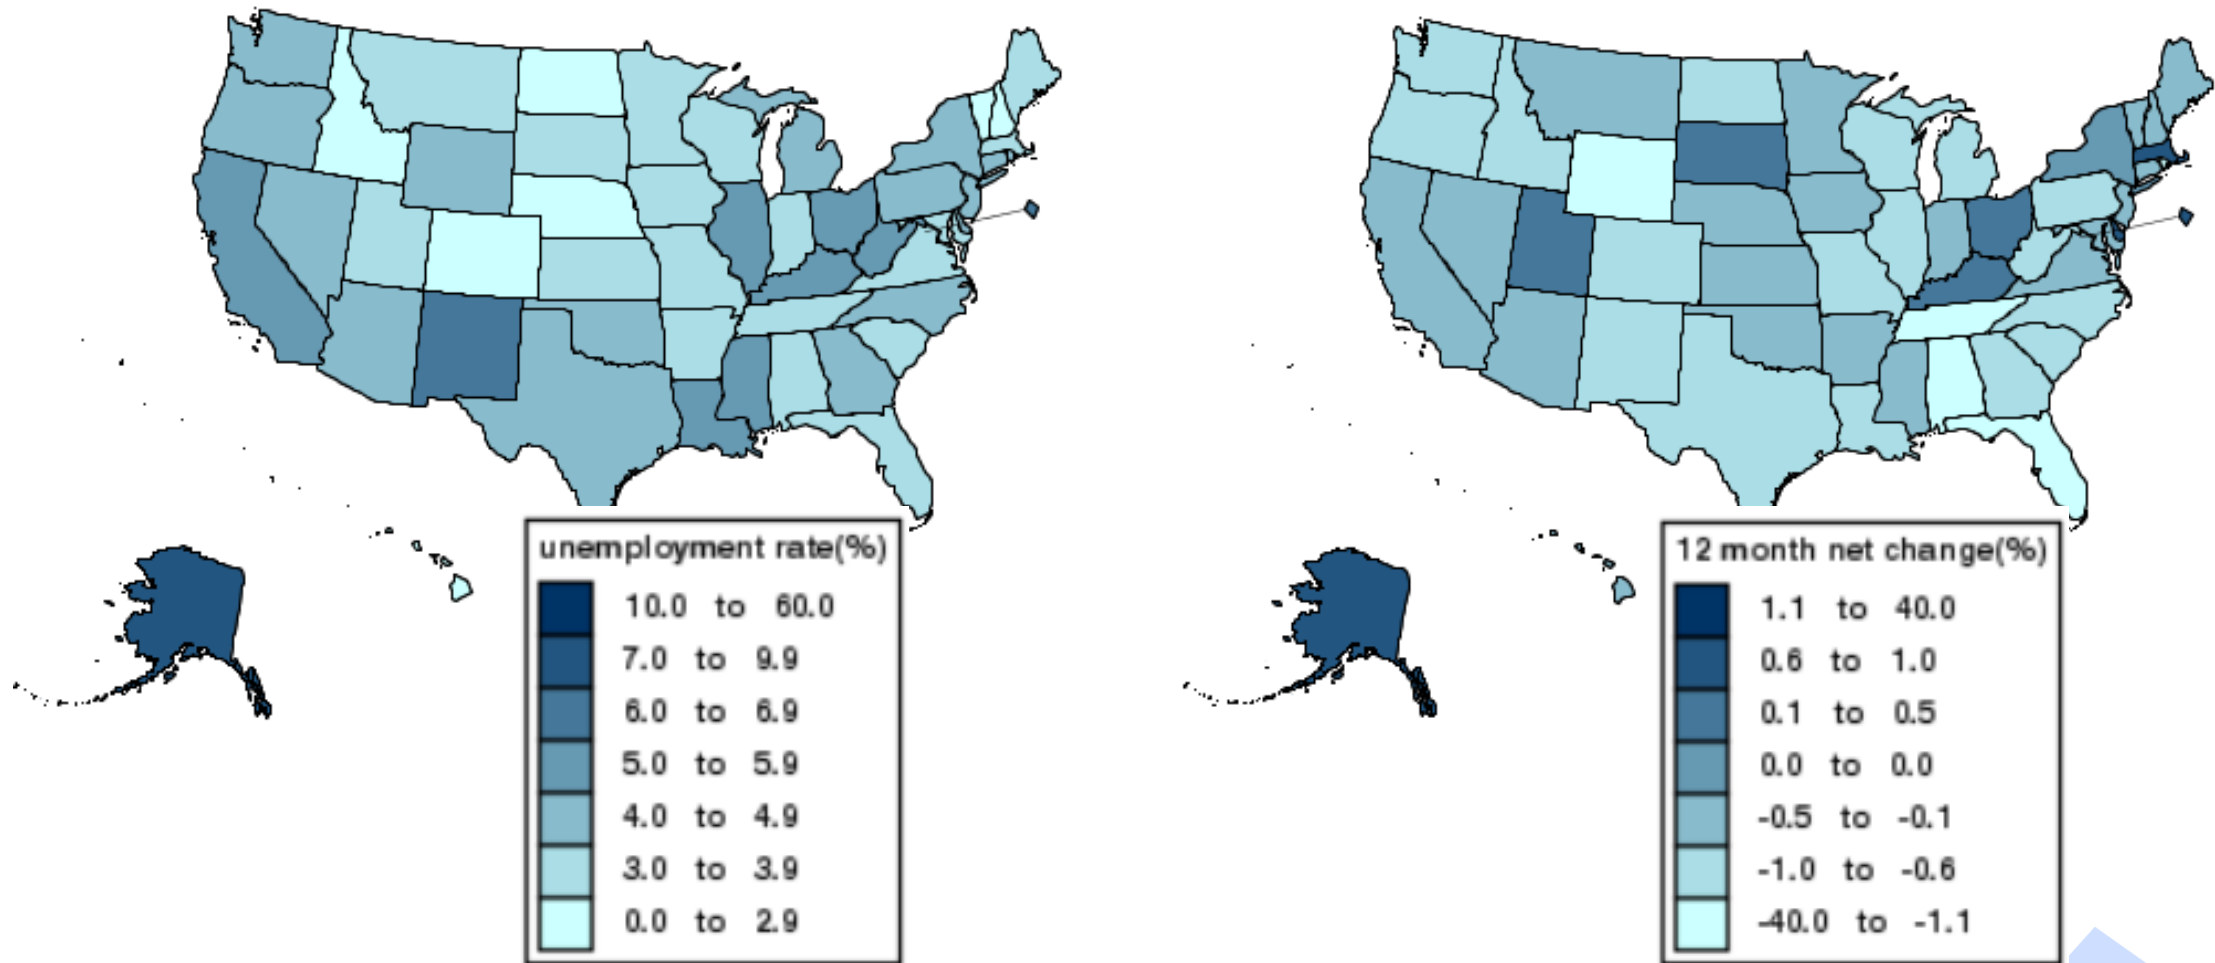 unemployment rate(%)
10.0 to 60.0
7.0 to 9.9
6.0 to 6.9
5.0 to 5.9
4.0 to 4.9
3.0 to 3.9
0.0 to 2.9
12 month net change(%)
1.1 to 40.0
0.6 to 1.0
0.1 to 0.5
0.0 to 0.0
-0.5 to -0.1
-1.0 to -0.6
-40.0 to -1.1